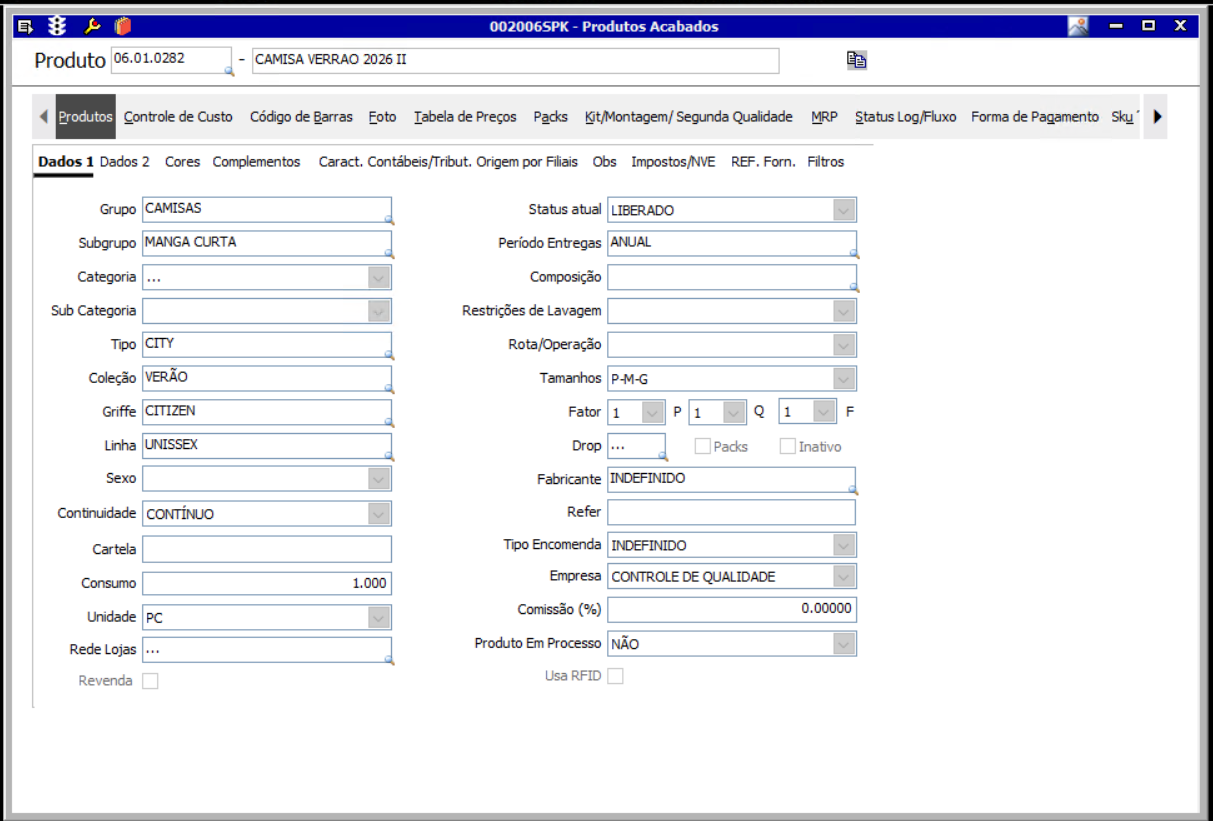 002006SPK - Produtos Acabados
Produto 06.01.0282 - CAMISA VERRAO 2026 II
Produtos Controle de Custo Código de Barras Foto Tabela de Preços Packs Kit/Montagem/ Segunda Qualidade MRP Status Log/Fluxo Forma de Pagamento Sku
Dados 1 Dados 2 Cores Complementos Caract. Contábeis/Tribut. Origem por Filiais Obs Impostos/NVE REF. Forn. Filtros
Grupo CAMISAS
Subgrupo MANGA CURTA
Categoria ...
Sub Categoria
Tipo CITY
Coleção VERÃO
Griffe CITIZEN
Linha UNISSEX
Sexo
Continuidade CONTÍNUO
Cartela
Consumo 1.000
Unidade PC
Rede Lojas ...
Revenda
Status atual LIBERADO
Período Entregas ANUAL
Composição
Restrições de Lavagem
Rota/Operação
Tamanhos P-M-G
Fator 1 P 1 Q 1 F
Drop ... Packs Inativo
Fabricante INDEFINIDO
Refer
Tipo Encomenda INDEFINIDO
Empresa CONTROLE DE QUALIDADE
Comissão (%) 0.00000
Produto Em Processo NÃO
Usa RFID